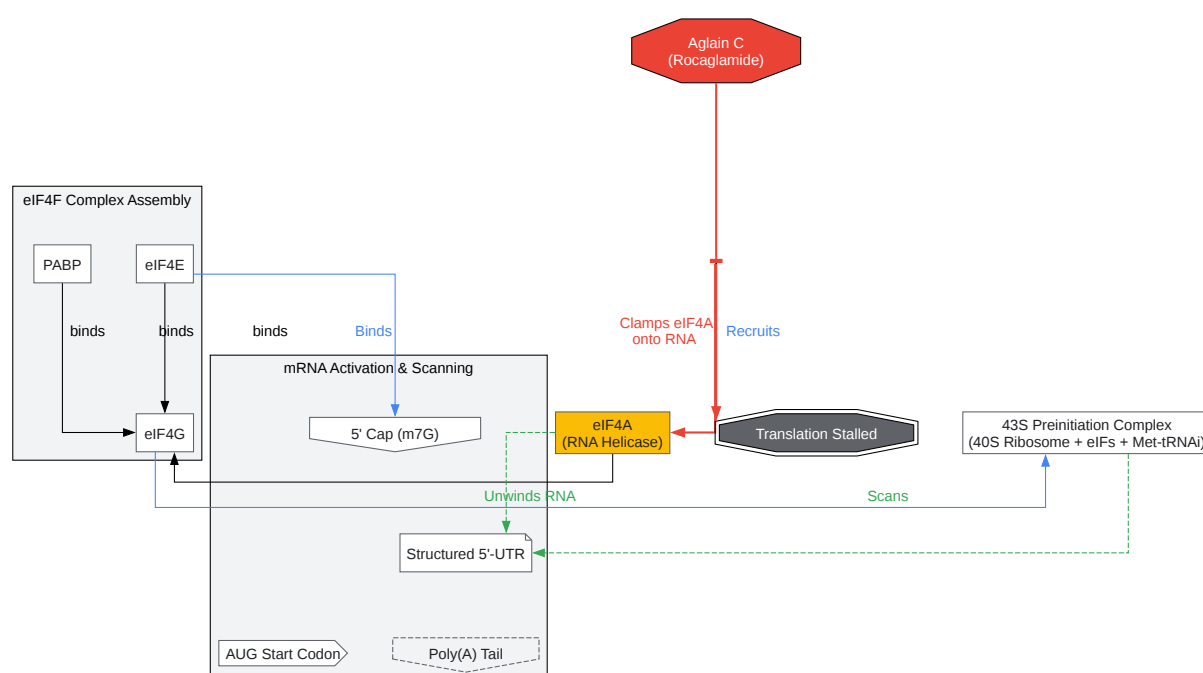 Aglain C
(Rocaglamide)
eIF4F Complex Assembly
PABP
eIF4E
binds
binds
binds
Binds
Clamps eIF4A
onto RNA
Recruits
mRNA Activation & Scanning
eIF4G
5' Cap (m7G)
eIF4A
(RNA Helicase)
Translation Stalled
43S Preinitiation Complex
(40S Ribosome + eIFs + Met-tRNAi)
Unwinds RNA
Scans
Structured 5'-UTR
AUG Start Codon
Poly(A) Tail